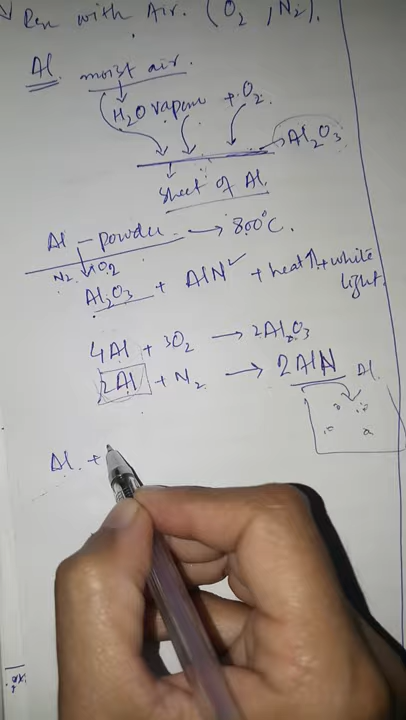 Rxn with Air. (O₂, N₂).
Al moist air.
H₂O vapour + O₂
Al₂O₃
sheet of Al.
Al - powder → 800°C.
N₂ O₂
Al₂O₃ + AlN ✓ + heat ↑ + white light.
4Al + 3O₂ → 2Al₂O₃
2Al + N₂ → 2AlN Al.
Al +